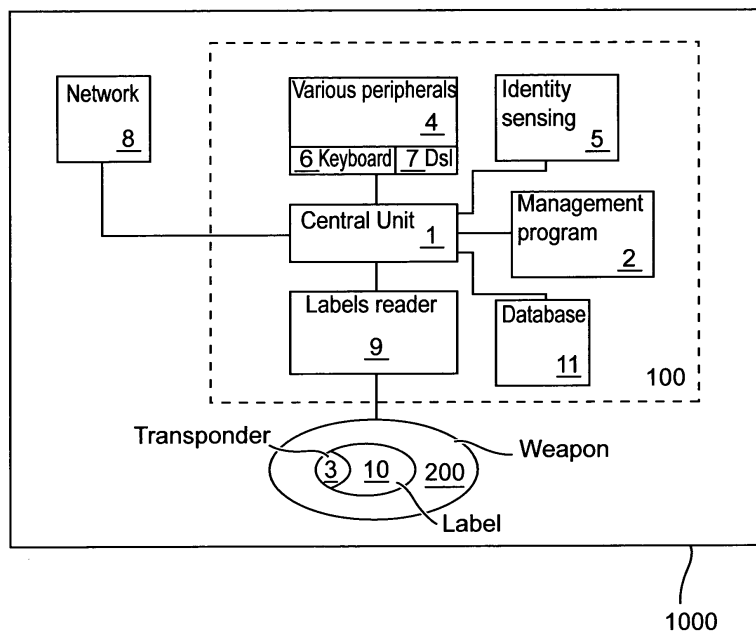 Network
8
Various peripherals
4
6 Keyboard
7 Dsl
Identity
sensing
5
Central Unit
1
Management
program
2
Labels reader
9
Database
11
100
Transponder
Weapon
3
10
200
Label
1000